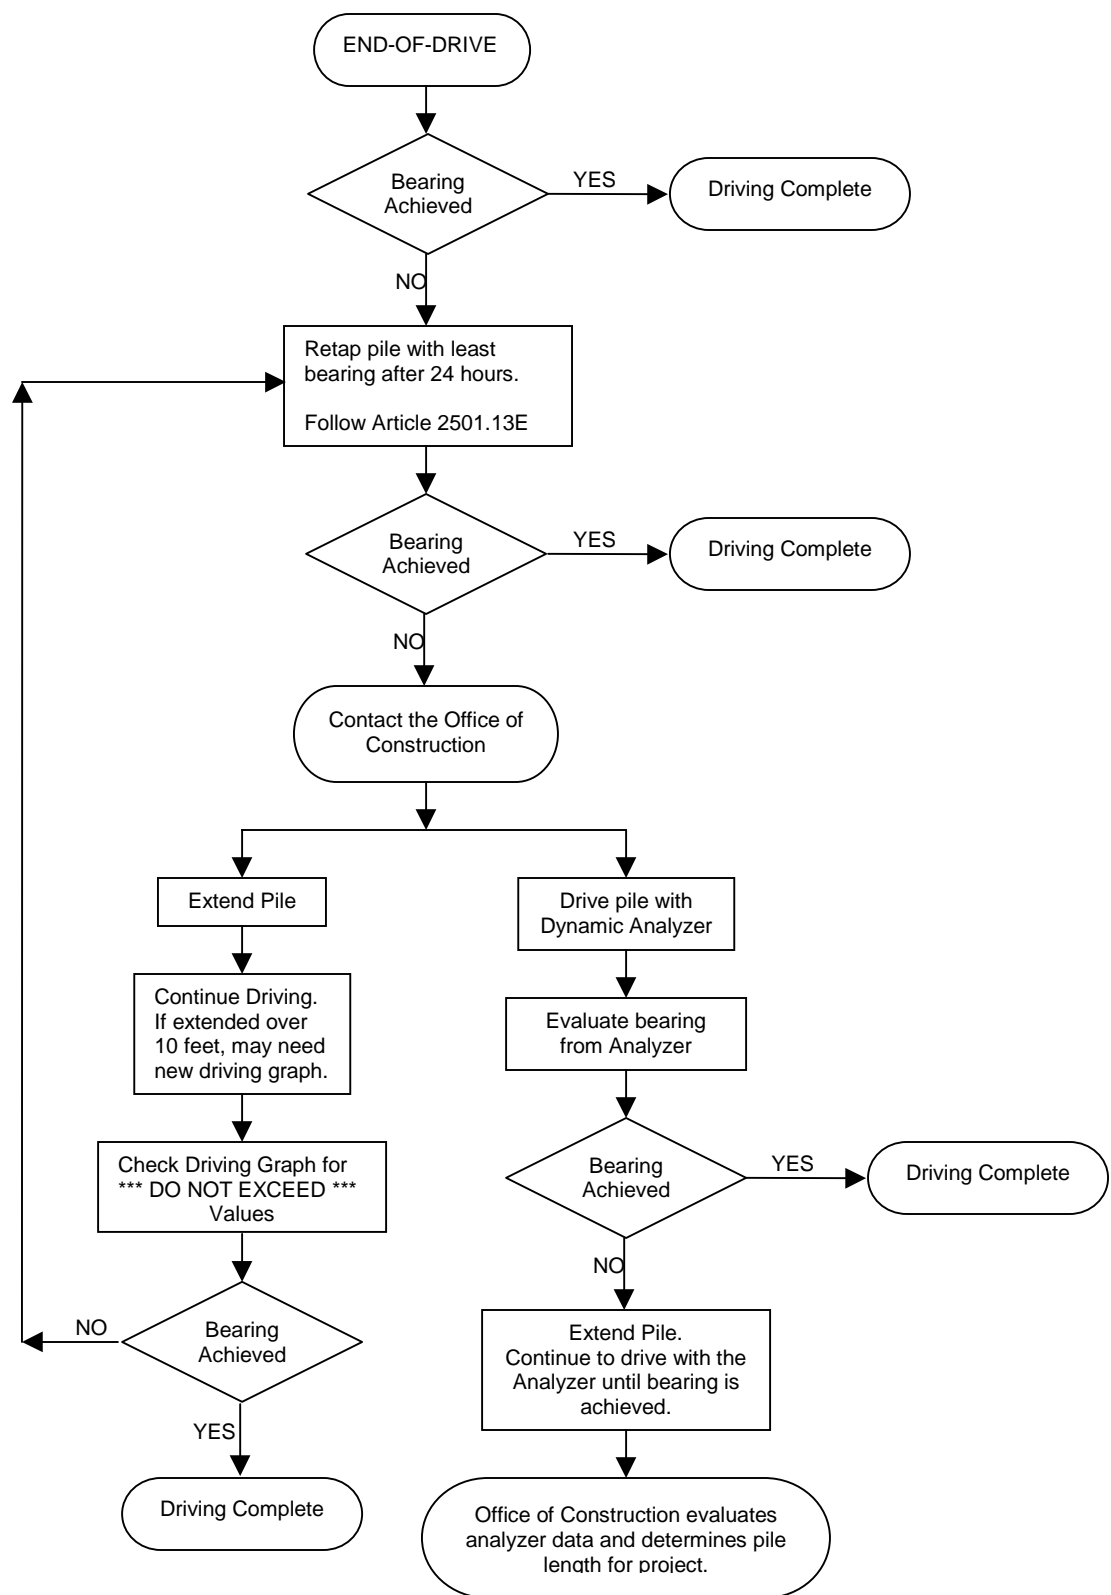 END-OF-DRIVE
Bearing
Achieved
YES
Driving Complete
NO
Retap pile with least
bearing after 24 hours.
Follow Article 2501.13E
Bearing
Achieved
YES
Driving Complete
NO
Contact the Office of
Construction
Extend Pile
Continue Driving.
If extended over
10 feet, may need
new driving graph.
Check Driving Graph for
*** DO NOT EXCEED ***
Values
Bearing
Achieved
NO
YES
Driving Complete
Drive pile with
Dynamic Analyzer
Evaluate bearing
from Analyzer
Bearing
Achieved
YES
Driving Complete
NO
Extend Pile.
Continue to drive with the
Analyzer until bearing is
achieved.
Office of Construction evaluates
analyzer data and determines pile
length for project.